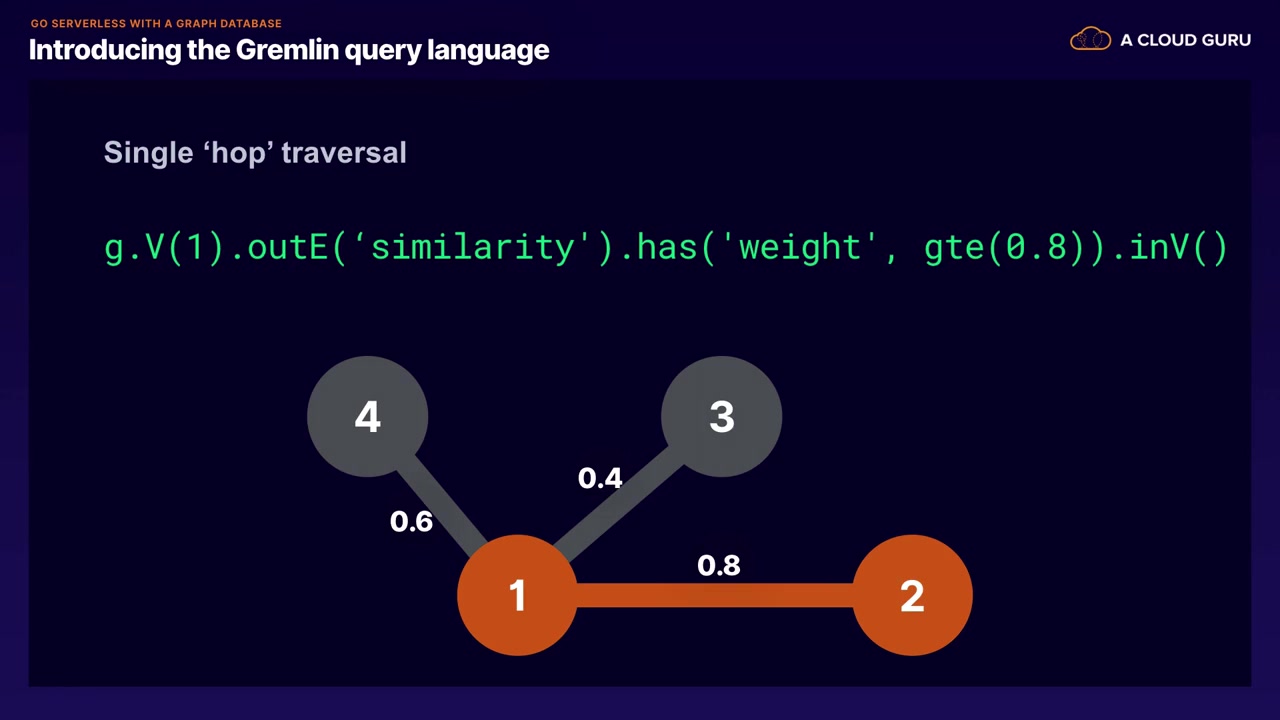 GO SERVERLESS WITH A GRAPH DATABASE
Introducing the Gremlin query language
A CLOUD GURU
Single ‘hop’ traversal
g.V(1).outE(‘similarity').has('weight', gte(0.8)).inV()
4
3
0.4
0.6
0.8
1
2